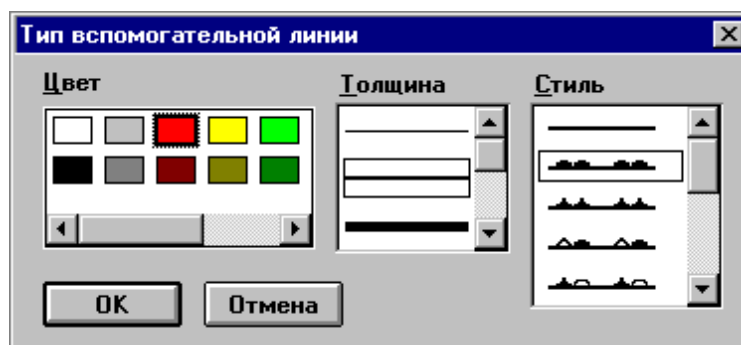 Тип вспомогательной линии
Цвет
Толщина
Стиль
OK
Отмена